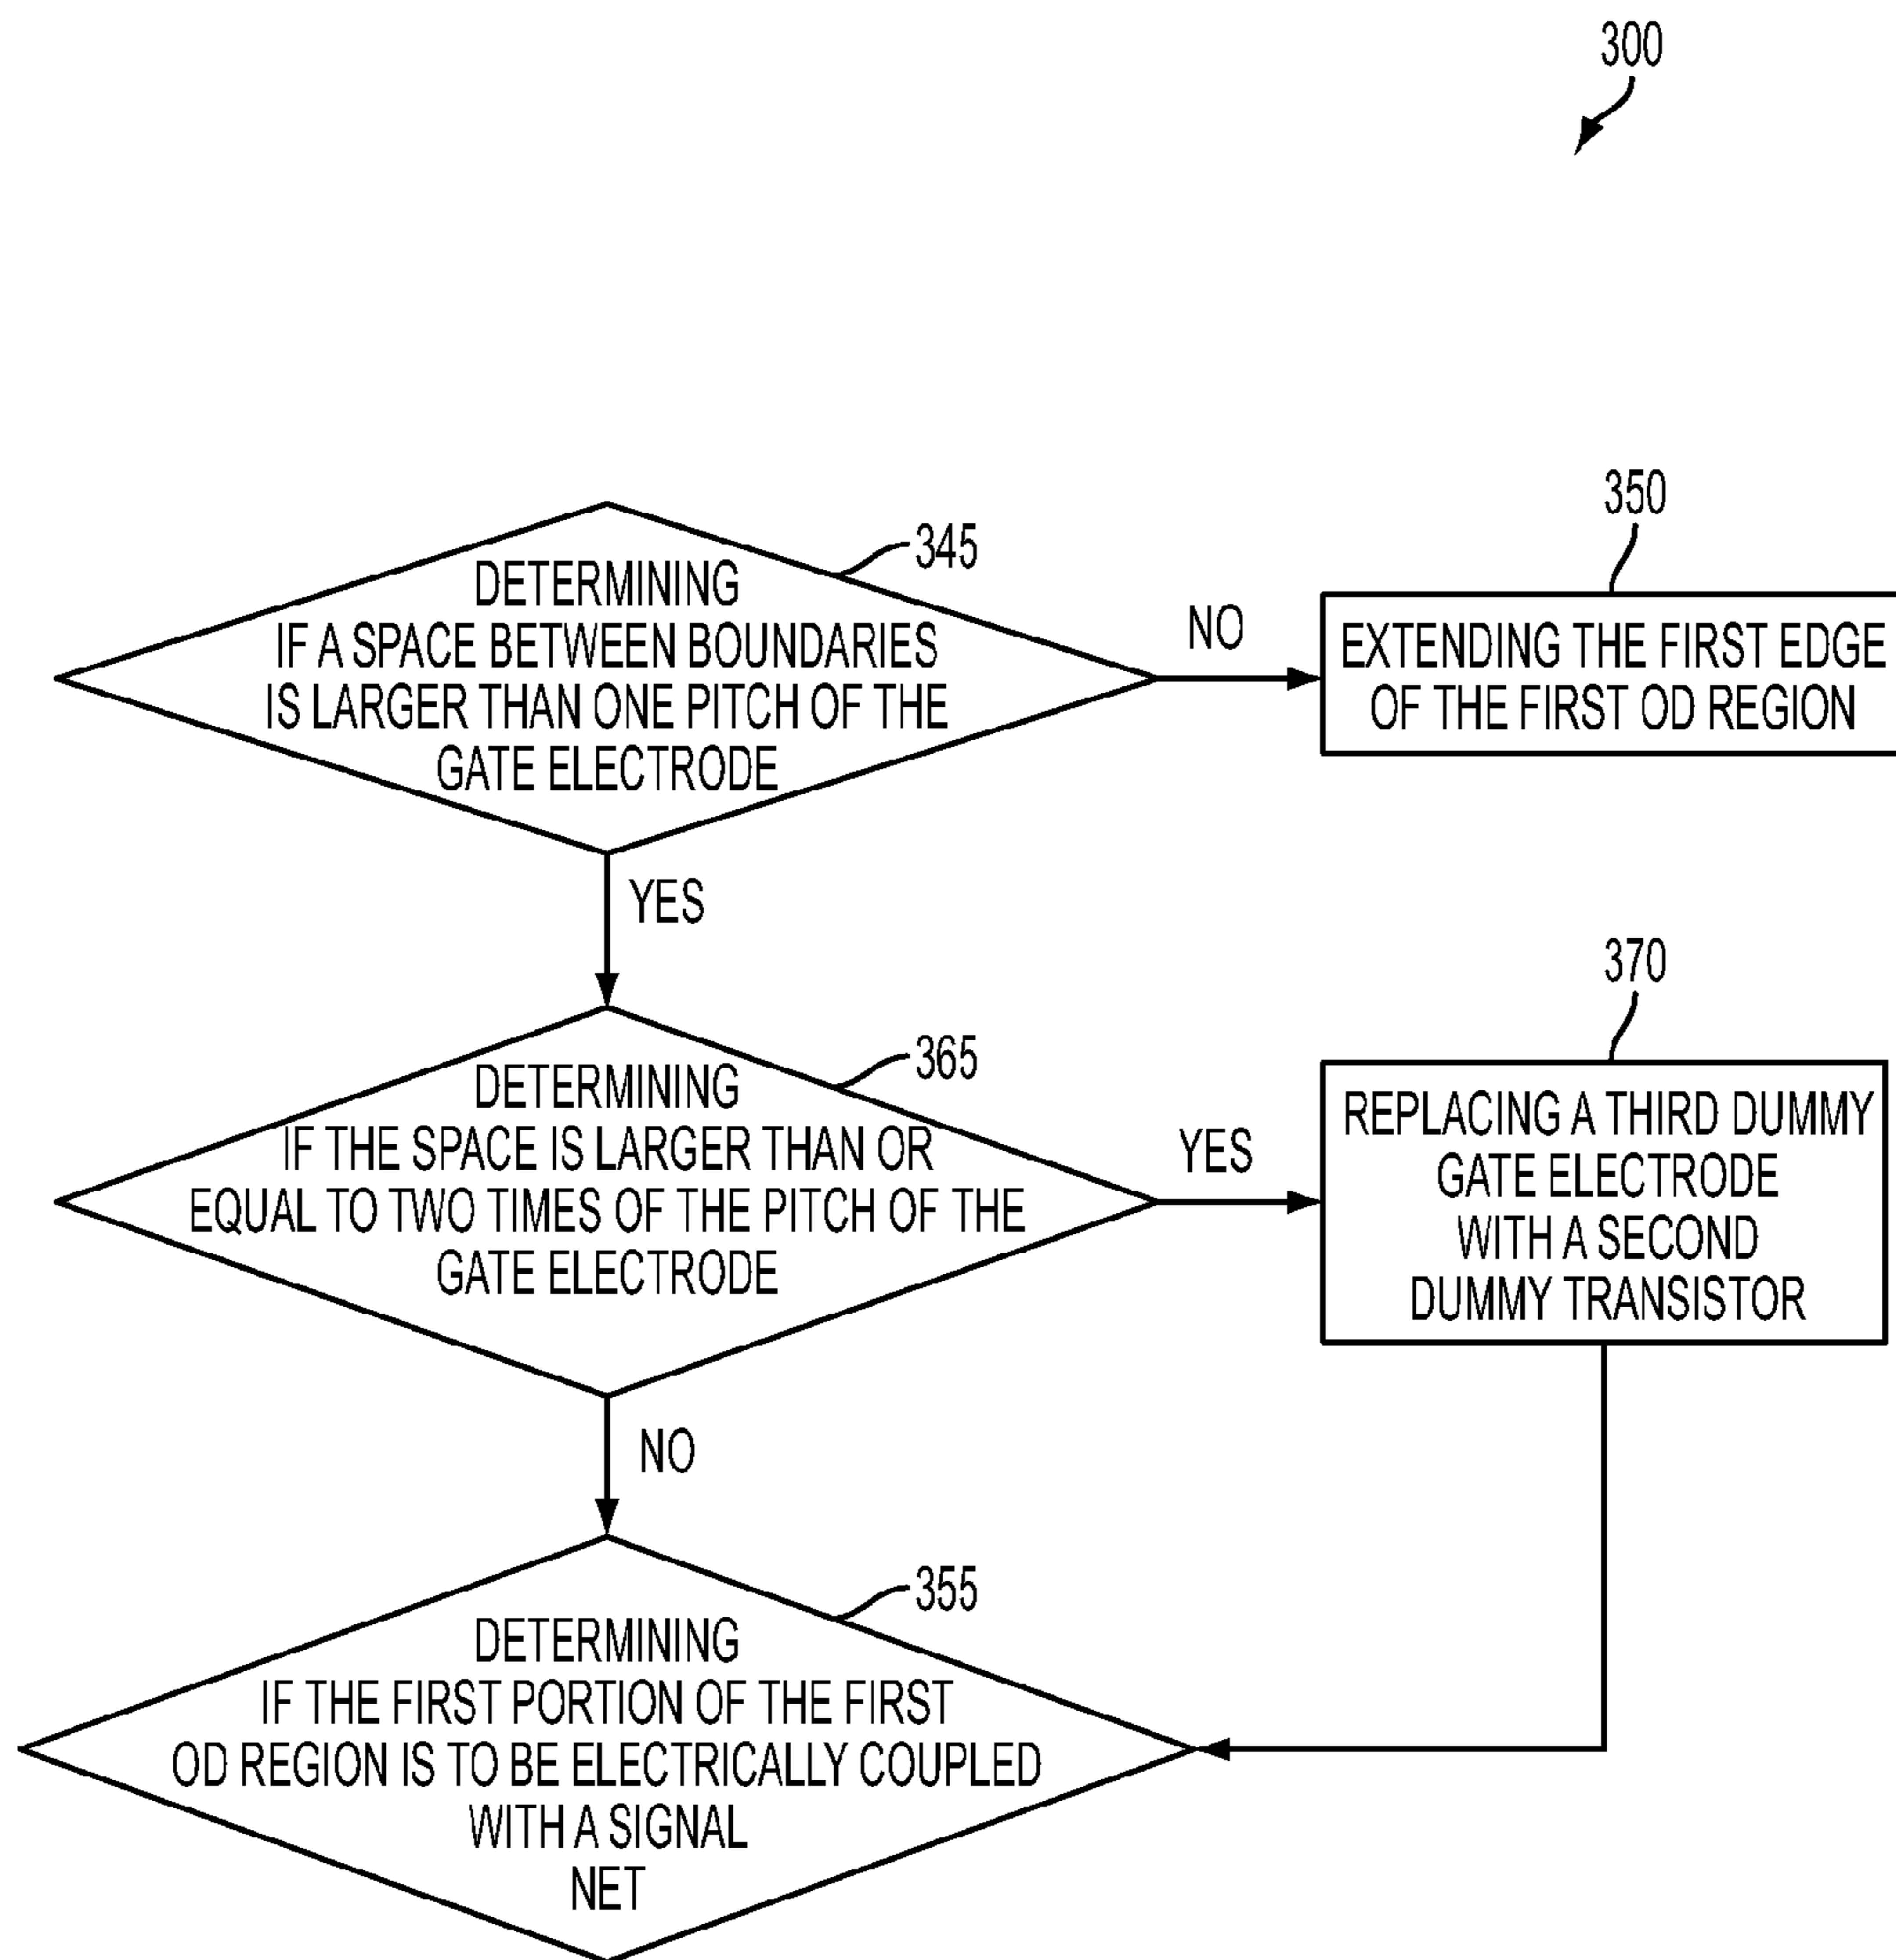 300
345
DETERMINING
IF A SPACE BETWEEN BOUNDARIES
IS LARGER THAN ONE PITCH OF THE
GATE ELECTRODE
NO
350
EXTENDING THE FIRST EDGE
OF THE FIRST OD REGION
YES
365
DETERMINING
IF THE SPACE IS LARGER THAN OR
EQUAL TO TWO TIMES OF THE PITCH OF THE
GATE ELECTRODE
YES
370
REPLACING A THIRD DUMMY
GATE ELECTRODE
WITH A SECOND
DUMMY TRANSISTOR
NO
355
DETERMINING
IF THE FIRST PORTION OF THE FIRST
OD REGION IS TO BE ELECTRICALLY COUPLED
WITH A SIGNAL
NET